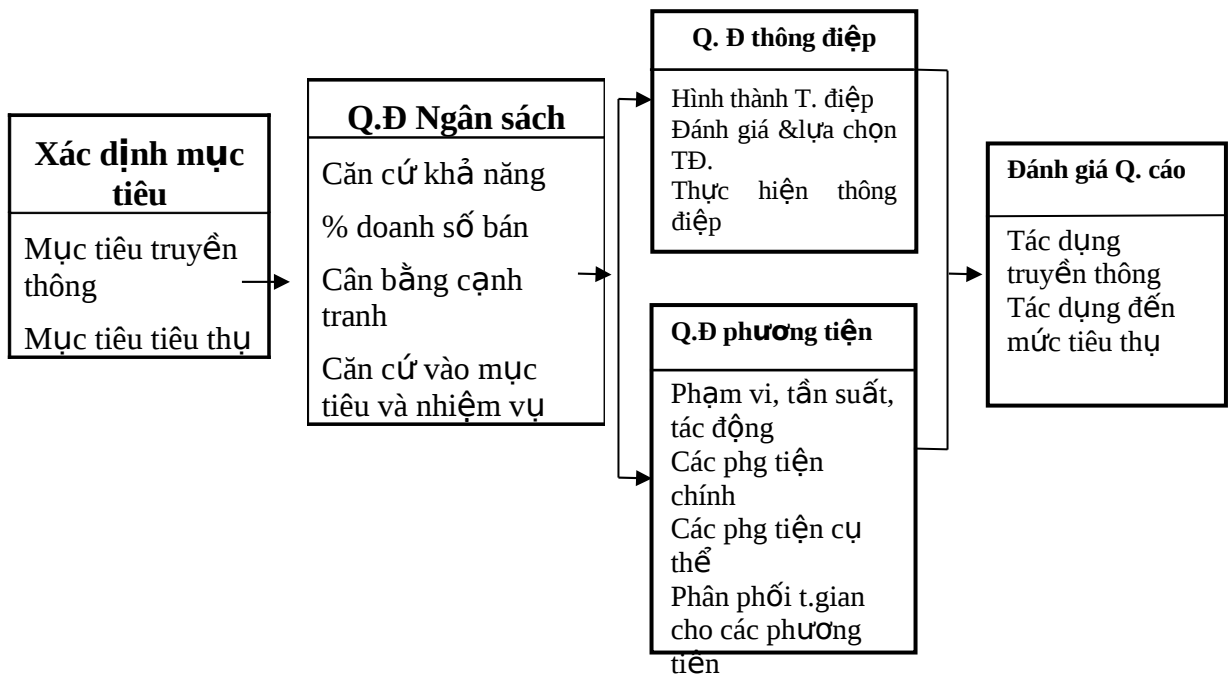 Xác dịnh mục
tiêu
Mục tiêu truyền
thông
Mục tiêu tiêu thụ
Q.Đ Ngân sách
Căn cứ khả năng
% doanh số bán
Cân bằng cạnh
tranh
Căn cứ vào mục
tiêu và nhiệm vụ
Q. Đ thông điệp
Hình thành T. điệp
Đánh giá &lựa chọn
TĐ.
Thực hiện thông
điệp
Q.Đ phương tiện
Phạm vi, tần suất,
tác động
Các phg tiện
chính
Các phg tiện cụ
thể
Phân phối t.gian
cho các phương
tiên
Đánh giá Q. cáo
Tác dụng
truyền thông
Tác dụng đến
mức tiêu thụ